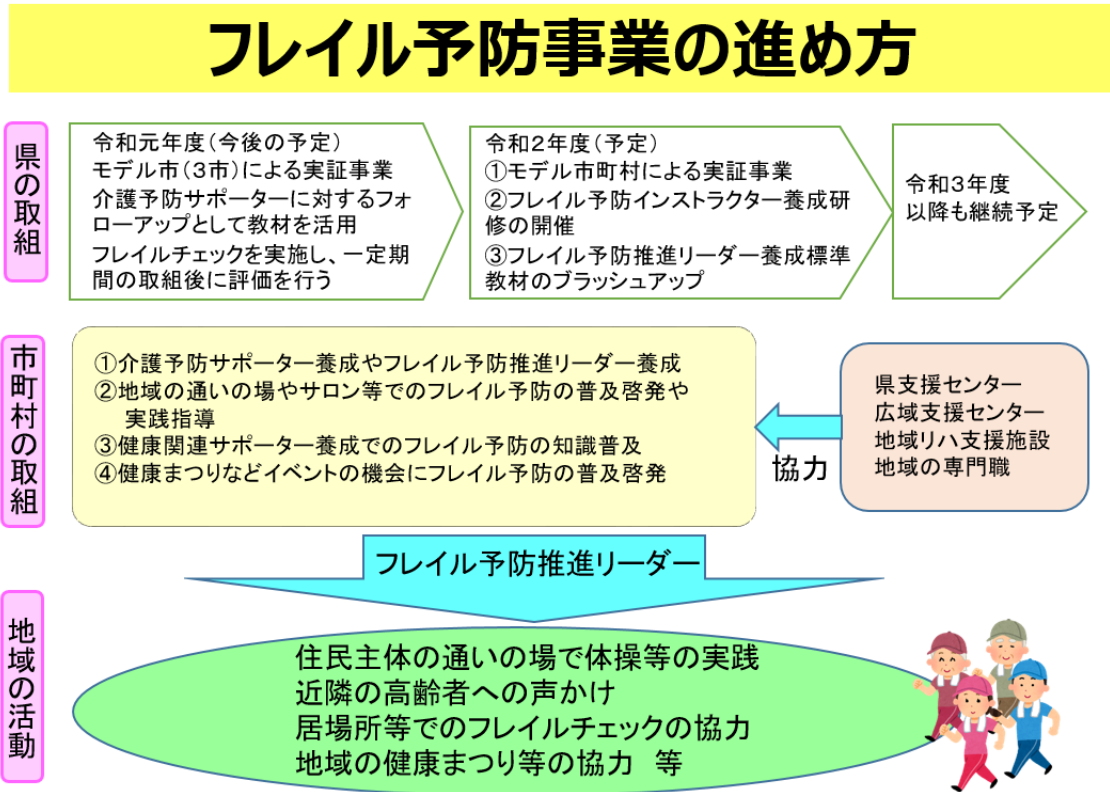 フレイル予防事業の進め方
県の取組
令和元年度(今後の予定)
モデル市(3市)による実証事業
介護予防サポーターに対するフォ
ローアップとして教材を活用
フレイルチェックを実施し、一定期
間の取組後に評価を行う
令和2年度(予定)
①モデル市町村による実証事業
②フレイル予防インストラクター養成研
修の開催
③フレイル予防推進リーダー養成標準
教材のブラッシュアップ
令和3年度
以降も継続予定
市町村の取組
①介護予防サポーター養成やフレイル予防推進リーダー養成
②地域の通いの場やサロン等でのフレイル予防の普及啓発や
実践指導
③健康関連サポーター養成でのフレイル予防の知識普及
④健康まつりなどイベントの機会にフレイル予防の普及啓発
協力
県支援センター
広域支援センター
地域リハ支援施設
地域の専門職
フレイル予防推進リーダー
地域の活動
住民主体の通いの場で体操等の実践
近隣の高齢者への声かけ
居場所等でのフレイルチェックの協力
地域の健康まつり等の協力　等